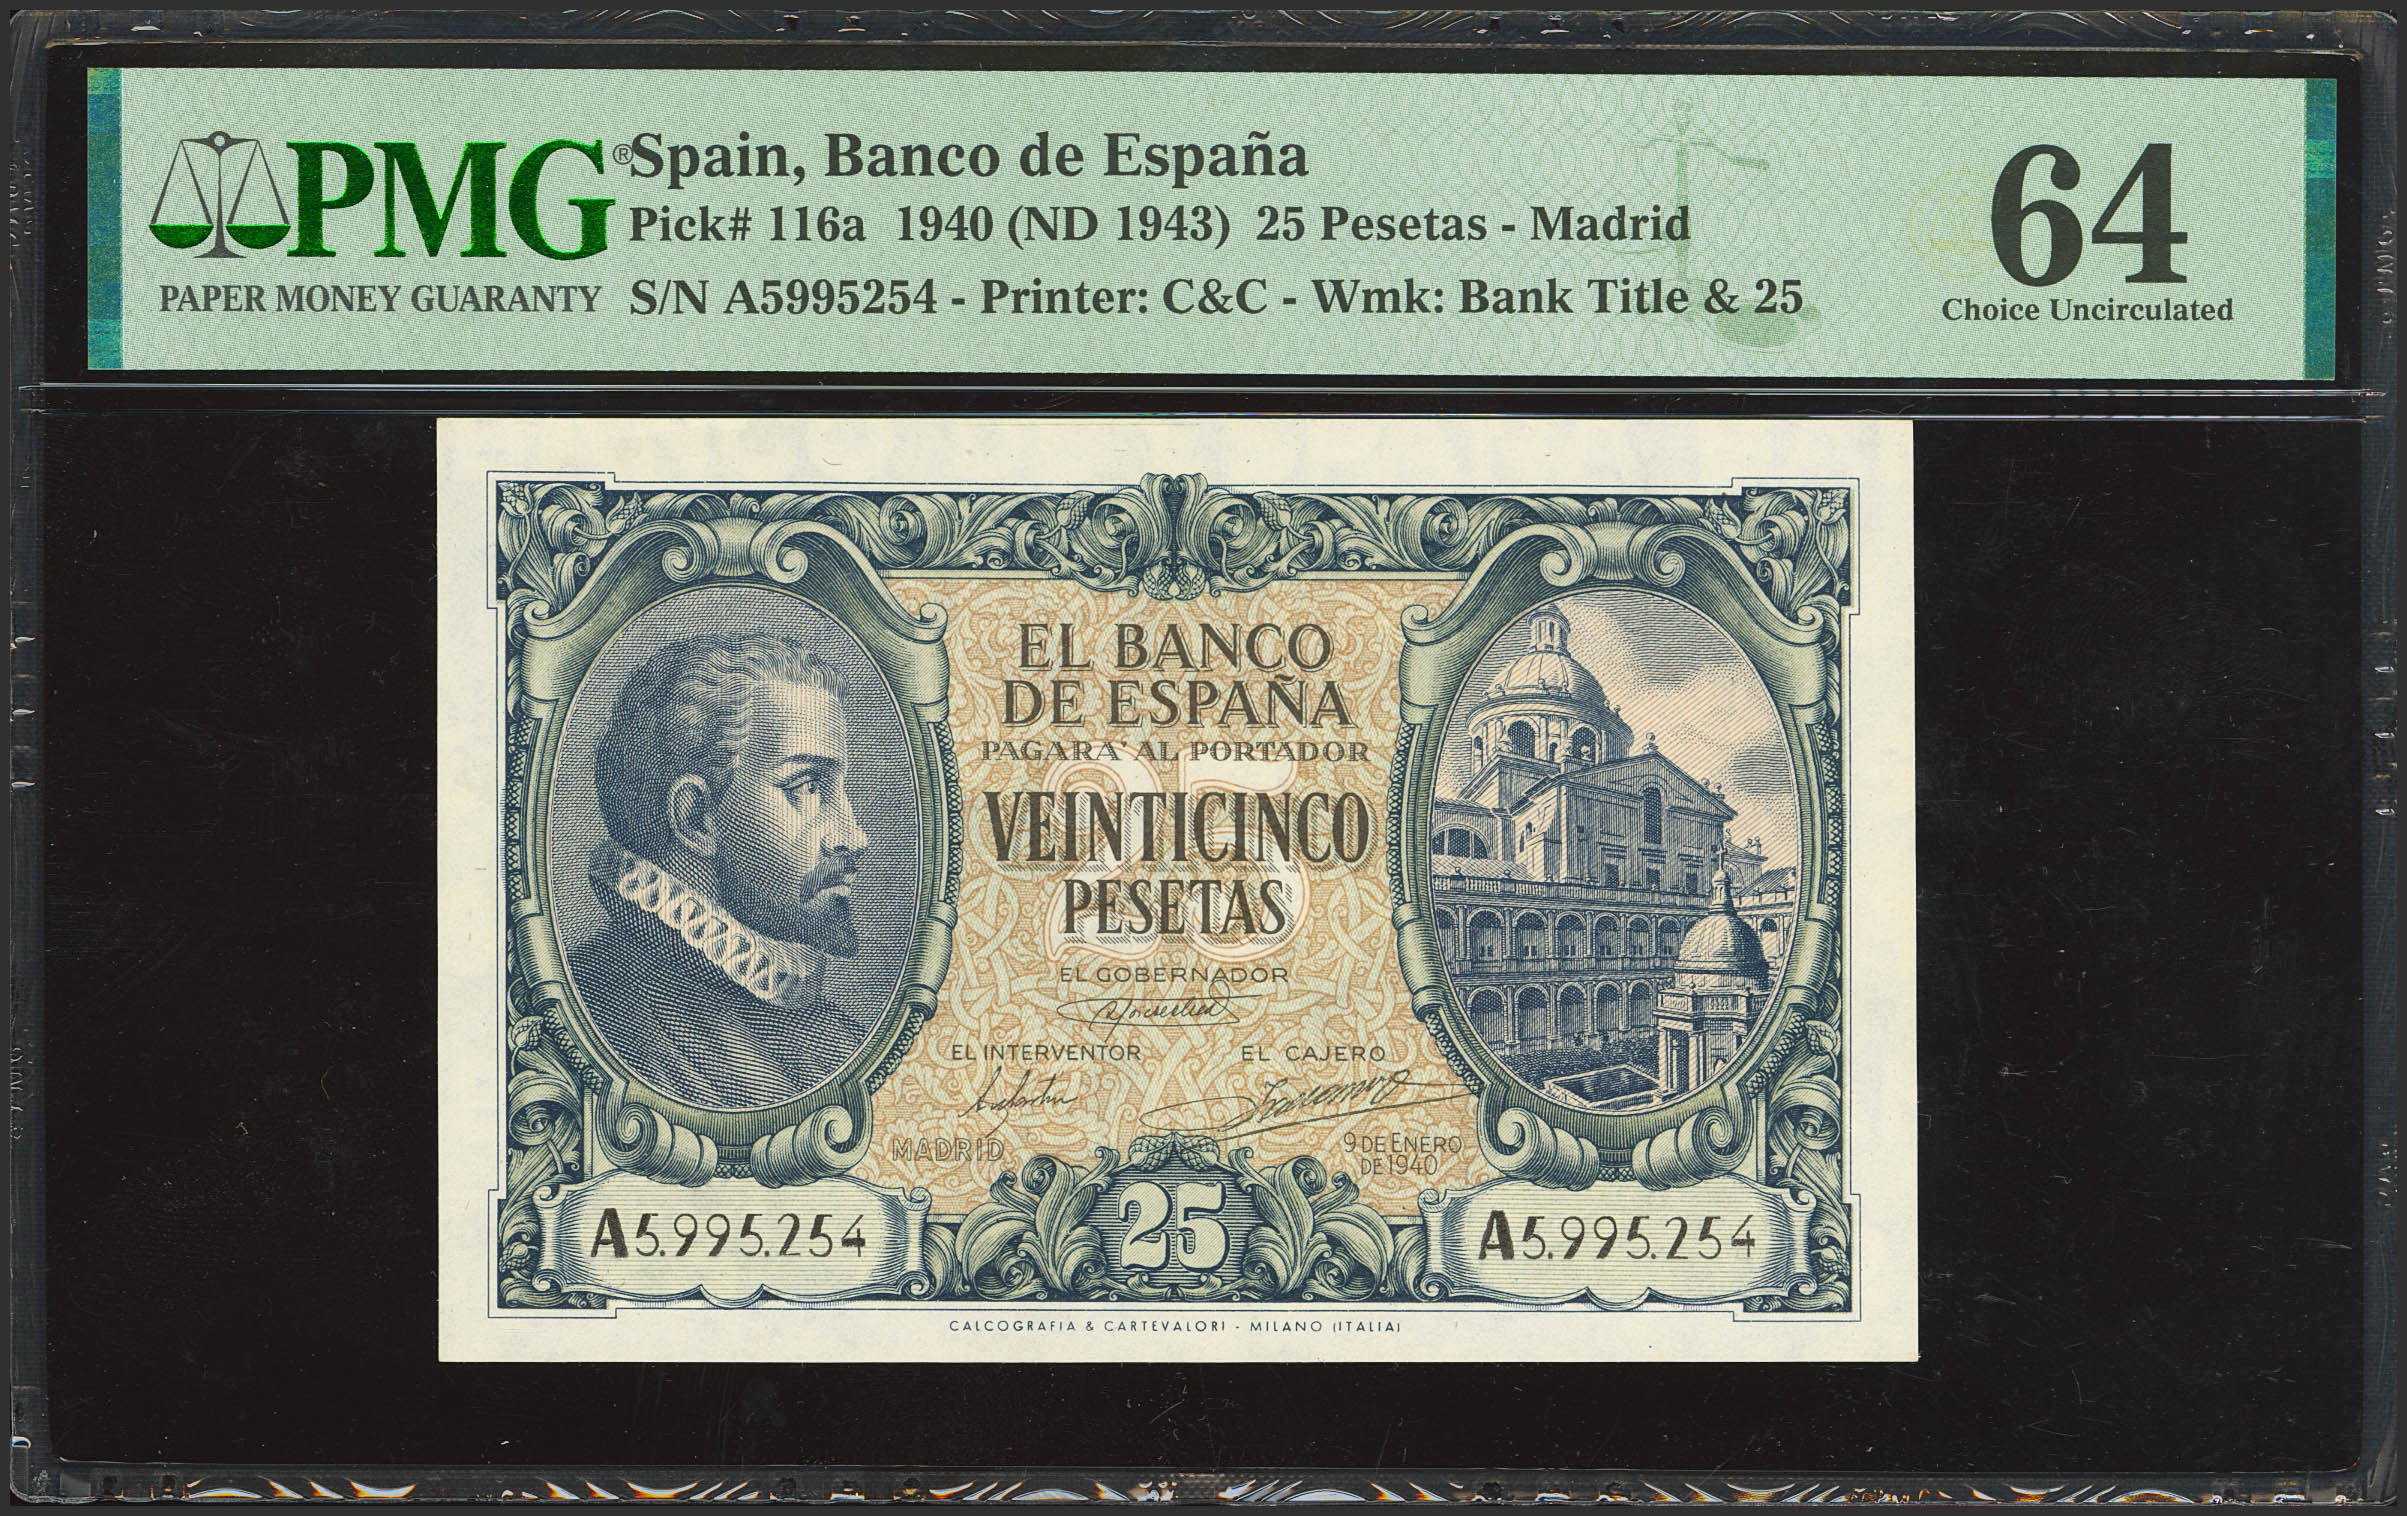 PMG®
PAPER MONEY GUARANTY
Spain, Banco de España
Pick# 116a 1940 (ND 1943) 25 Pesetas - Madrid
S/N A5995254 - Printer: C&C - Wmk: Bank Title & 25
64
Choice Uncirculated
EL BANCO
DE ESPAÑA
PAGARA' AL PORTADOR
25
VEINTICINCO
PESETAS
EL GOBERNADOR
EL INTERVENTOR
EL CAJERO
MADRID
9 DE ENERO
DE 1940
A5.995.254
25
A5.995.254
CALCOGRAFIA & CARTEVALORI - MILANO (ITALIA)